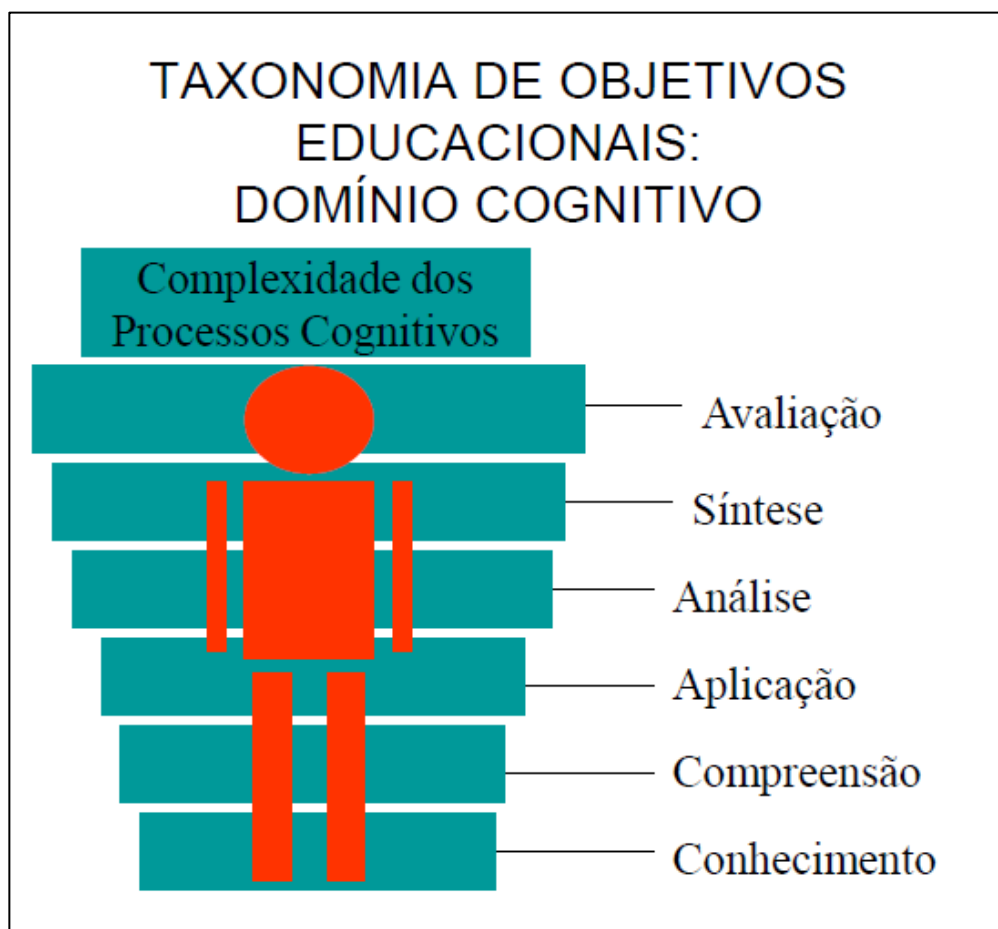 TAXONOMIA DE OBJETIVOS
EDUCACIONAIS:
DOMÍNIO COGNITIVO
Complexidade dos
Processos Cognitivos
Avaliação
Síntese
Análise
Aplicação
Compreensão
Conhecimento